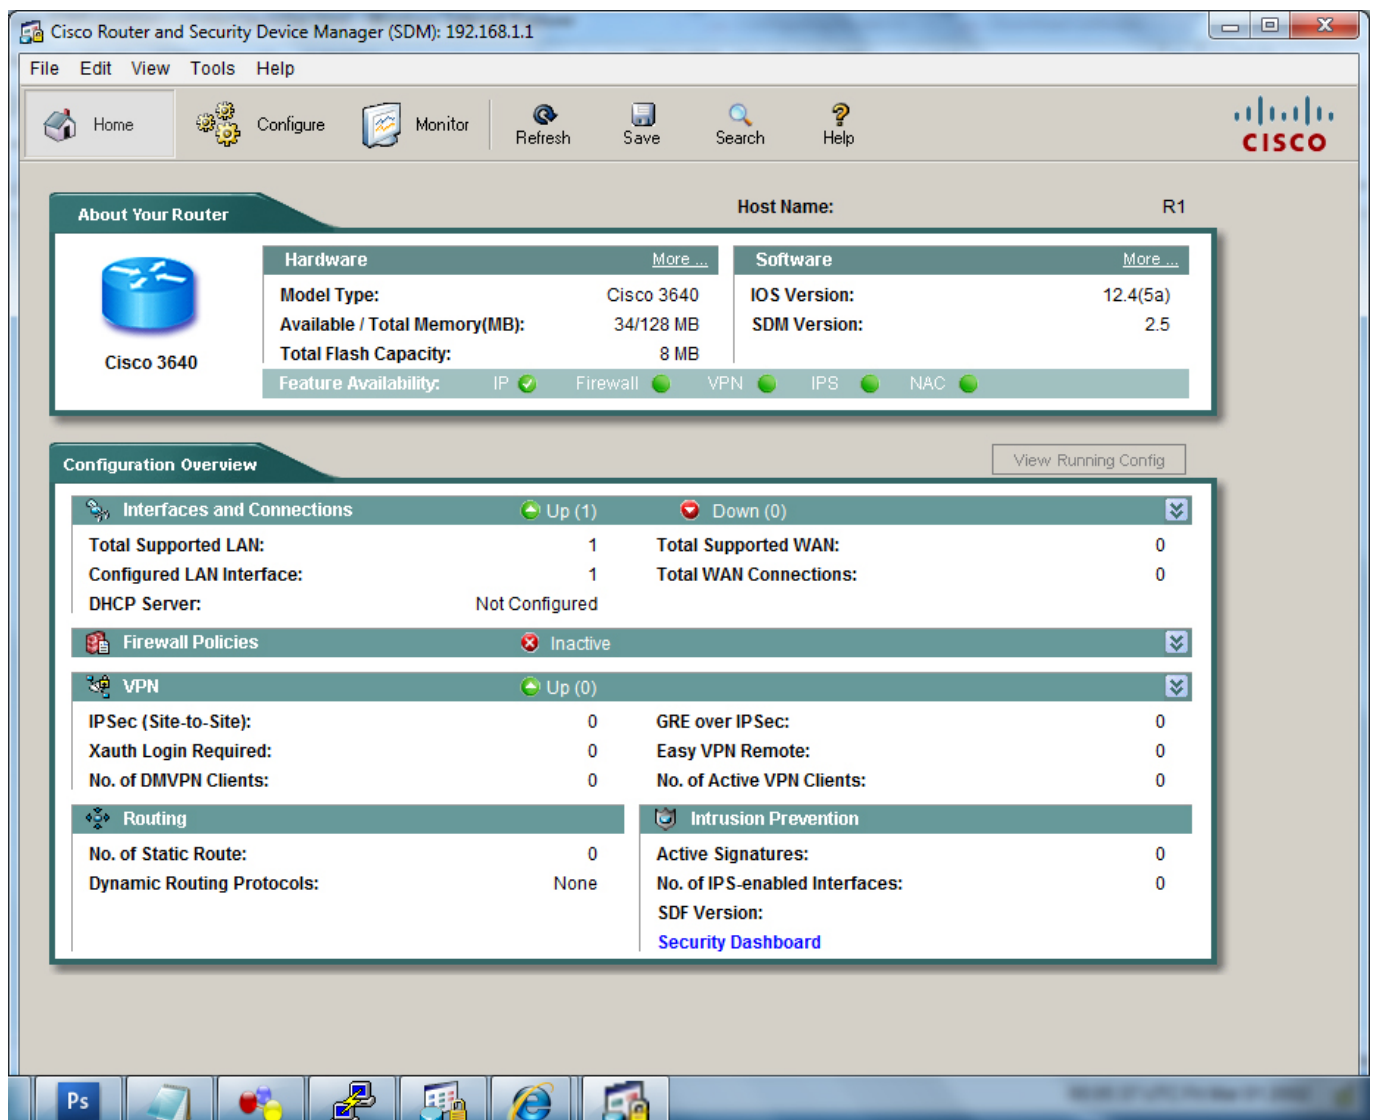 Cisco Router and Security Device Manager (SDM): 192.168.1.1
File Edit View Tools Help
Home Configure Monitor Refresh Save Search Help
CISCO
About Your Router
Host Name: R1
Cisco 3640
Hardware More ...
Model Type: Cisco 3640
Available / Total Memory(MB): 34/128 MB
Total Flash Capacity: 8 MB
Software More ...
IOS Version: 12.4(5a)
SDM Version: 2.5
Feature Availability: IP Firewall VPN IPS NAC
Configuration Overview
View Running Config
Interfaces and Connections Up (1) Down (0)
Total Supported LAN: 1 Total Supported WAN: 0
Configured LAN Interface: 1 Total WAN Connections: 0
DHCP Server: Not Configured
Firewall Policies Inactive
VPN Up (0)
IPSec (Site-to-Site): 0 GRE over IPSec: 0
Xauth Login Required: 0 Easy VPN Remote: 0
No. of DMVPN Clients: 0 No. of Active VPN Clients: 0
Routing
No. of Static Route: 0
Dynamic Routing Protocols: None
Intrusion Prevention
Active Signatures: 0
No. of IPS-enabled Interfaces: 0
SDF Version:
Security Dashboard
Ps